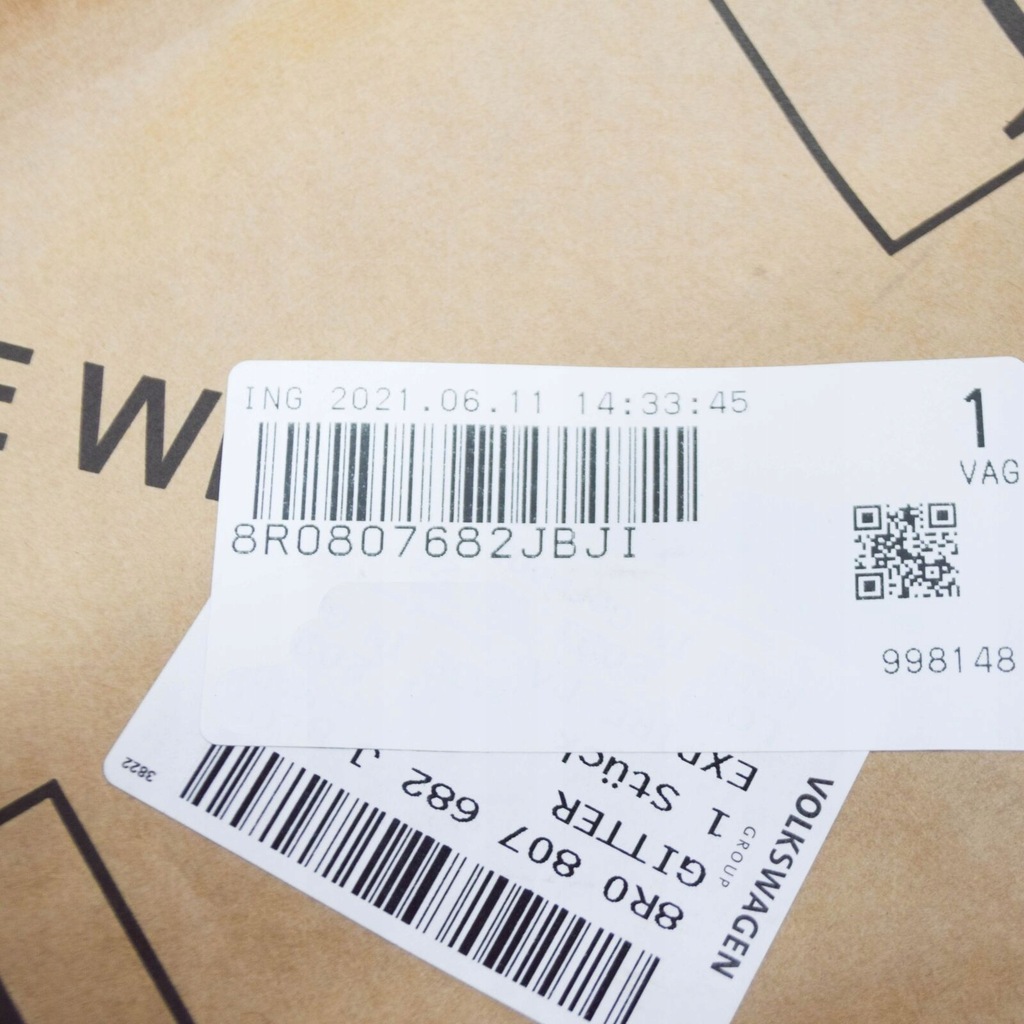 E W
ING 2021.06.11 14:33:45
1
VAG
8R0807682JBJI
998148
VOLKSWAGEN
GROUP
8R0 807 682 J
GITTER
1
3822